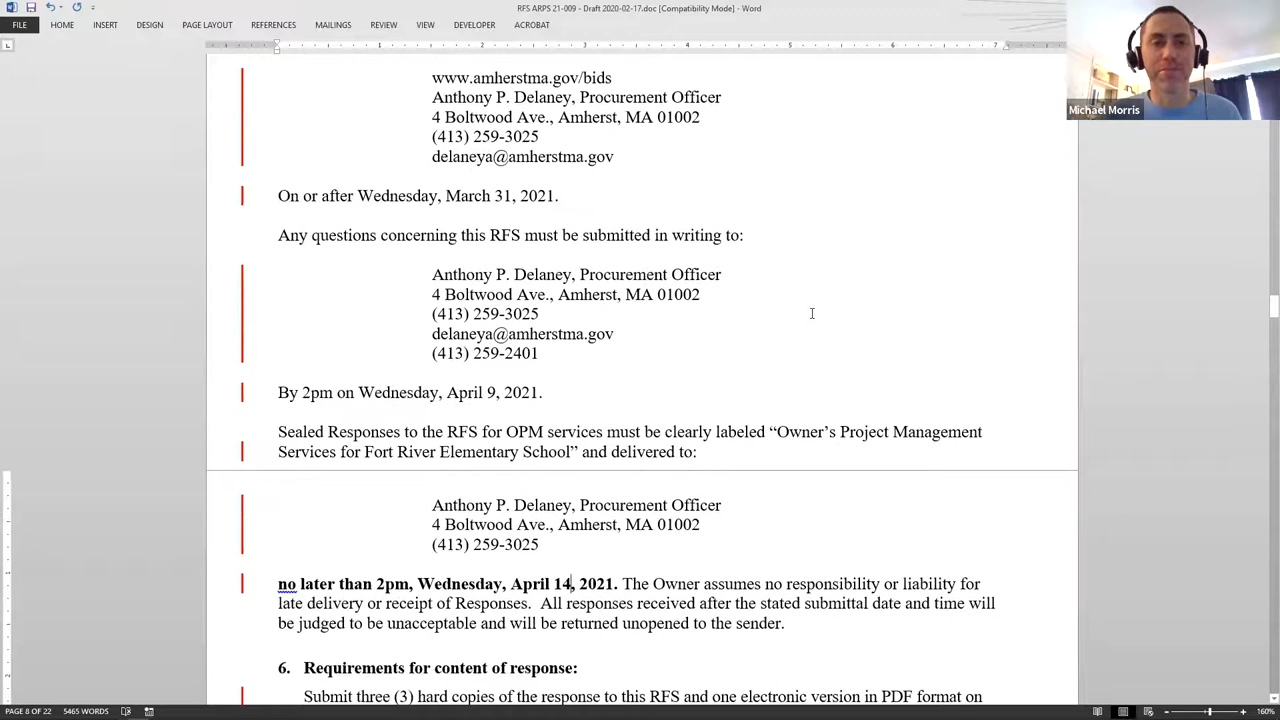 RFS ARPS 21-009 - Draft 2020-02-17.doc [Compatibility Mode] - Word
FILE HOME INSERT DESIGN PAGE LAYOUT REFERENCES MAILINGS REVIEW VIEW DEVELOPER ACROBAT
1 2 3 4 5 6 7
Michael Morris
www.amherstma.gov/bids
Anthony P. Delaney, Procurement Officer
4 Boltwood Ave., Amherst, MA 01002
(413) 259-3025
delaneya@amherstma.gov
On or after Wednesday, March 31, 2021.
Any questions concerning this RFS must be submitted in writing to:
Anthony P. Delaney, Procurement Officer
4 Boltwood Ave., Amherst, MA 01002
(413) 259-3025
delaneya@amherstma.gov
(413) 259-2401
By 2pm on Wednesday, April 9, 2021.
Sealed Responses to the RFS for OPM services must be clearly labeled “Owner’s Project Management
Services for Fort River Elementary School” and delivered to:
Anthony P. Delaney, Procurement Officer
4 Boltwood Ave., Amherst, MA 01002
(413) 259-3025
no later than 2pm, Wednesday, April 14, 2021. The Owner assumes no responsibility or liability for
late delivery or receipt of Responses. All responses received after the stated submittal date and time will
be judged to be unacceptable and will be returned unopened to the sender.
6. Requirements for content of response:
Submit three (3) hard copies of the response to this RFS and one electronic version in PDF format on
PAGE 8 OF 22 5465 WORDS 160%